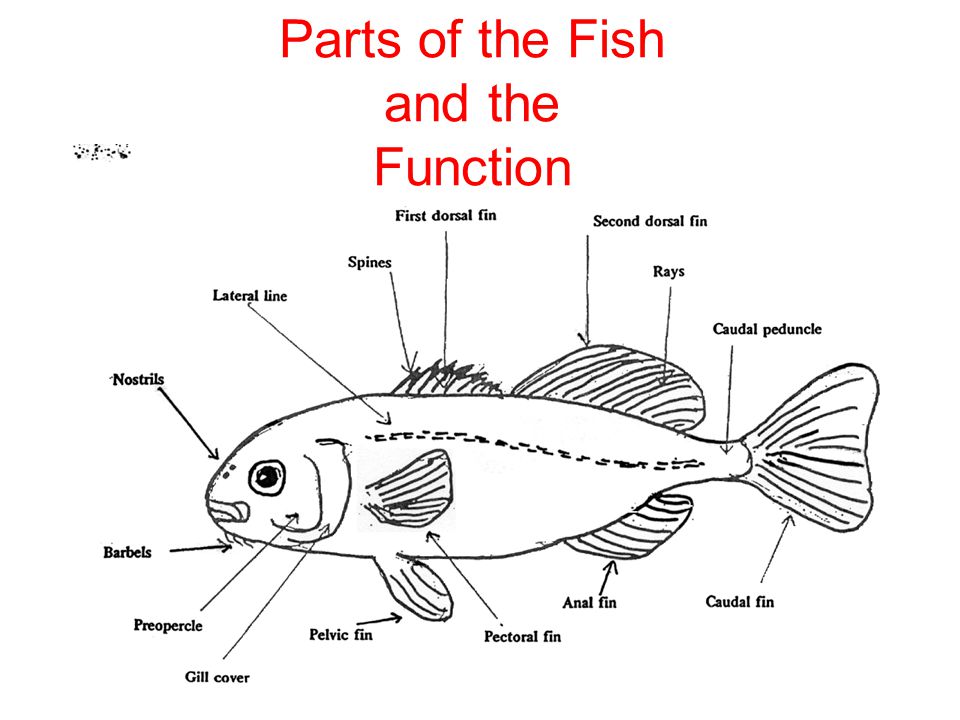 Parts of the Fish
and the
Function
First dorsal fin
Second dorsal fin
Spines
Rays
Lateral line
Caudal peduncle
Nostrils
Barbels
Anal fin
Caudal fin
Preopercle
Pelvic fin
Pectoral fin
Gill cover